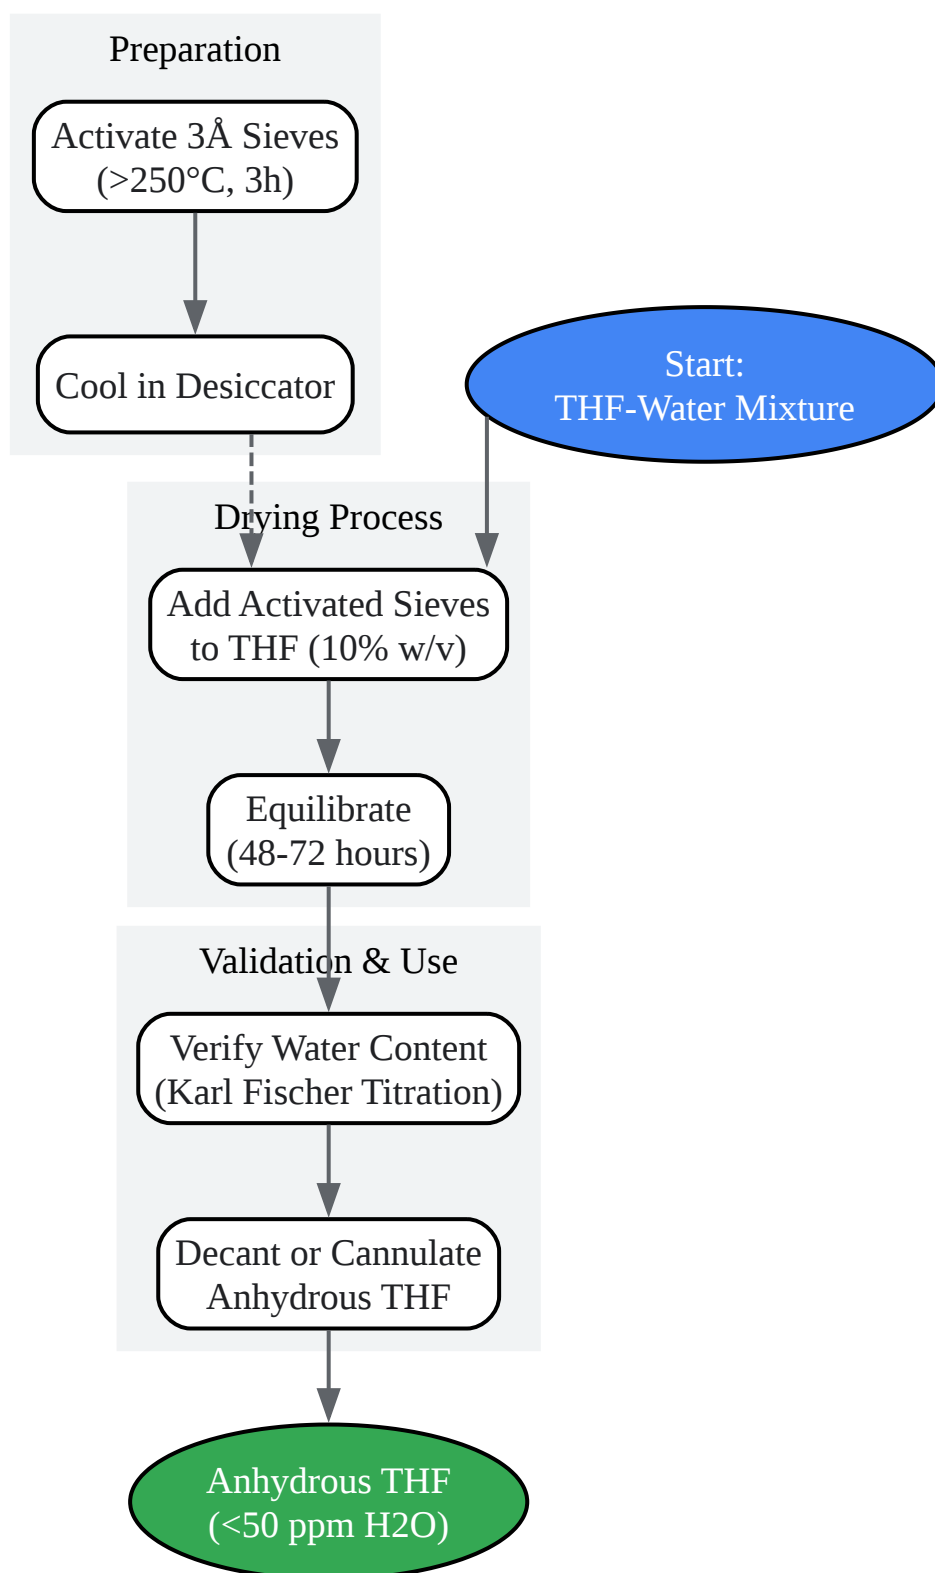 Preparation
Activate 3Å Sieves
(>250°C, 3h)
Cool in Desiccator
Start:
THF-Water Mixture
Drying Process
Add Activated Sieves
to THF (10% w/v)
Equilibrate
(48-72 hours)
Validation & Use
Verify Water Content
(Karl Fischer Titration)
Decant or Cannulate
Anhydrous THF
Anhydrous THF
(<50 ppm H2O)